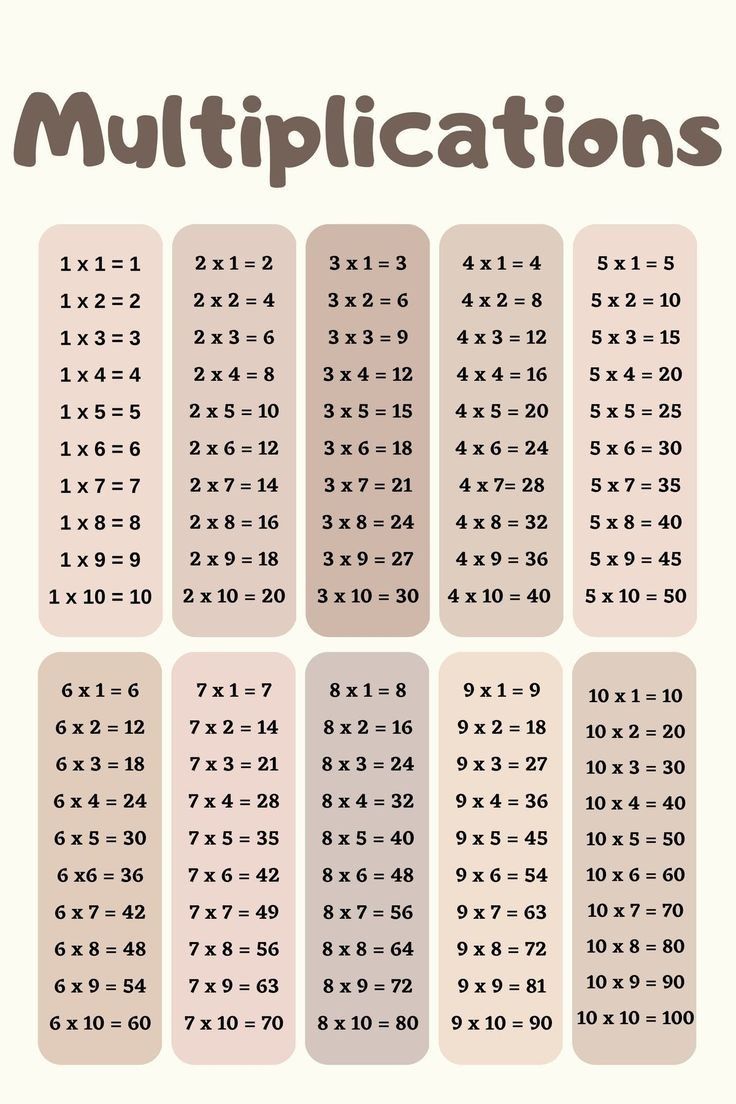 Multiplications
1 x 1 = 1
1 x 2 = 2
1 x 3 = 3
1 x 4 = 4
1 x 5 = 5
1 x 6 = 6
1 x 7 = 7
1 x 8 = 8
1 x 9 = 9
1 x 10 = 10
2 x 1 = 2
2 x 2 = 4
2 x 3 = 6
2 x 4 = 8
2 x 5 = 10
2 x 6 = 12
2 x 7 = 14
2 x 8 = 16
2 x 9 = 18
2 x 10 = 20
3 x 1 = 3
3 x 2 = 6
3 x 3 = 9
3 x 4 = 12
3 x 5 = 15
3 x 6 = 18
3 x 7 = 21
3 x 8 = 24
3 x 9 = 27
3 x 10 = 30
4 x 1 = 4
4 x 2 = 8
4 x 3 = 12
4 x 4 = 16
4 x 5 = 20
4 x 6 = 24
4 x 7= 28
4 x 8 = 32
4 x 9 = 36
4 x 10 = 40
5 x 1 = 5
5 x 2 = 10
5 x 3 = 15
5 x 4 = 20
5 x 5 = 25
5 x 6 = 30
5 x 7 = 35
5 x 8 = 40
5 x 9 = 45
5 x 10 = 50
6 x 1 = 6
6 x 2 = 12
6 x 3 = 18
6 x 4 = 24
6 x 5 = 30
6 x6 = 36
6 x 7 = 42
6 x 8 = 48
6 x 9 = 54
6 x 10 = 60
7 x 1 = 7
7 x 2 = 14
7 x 3 = 21
7 x 4 = 28
7 x 5 = 35
7 x 6 = 42
7 x 7 = 49
7 x 8 = 56
7 x 9 = 63
7 x 10 = 70
8 x 1 = 8
8 x 2 = 16
8 x 3 = 24
8 x 4 = 32
8 x 5 = 40
8 x 6 = 48
8 x 7 = 56
8 x 8 = 64
8 x 9 = 72
8 x 10 = 80
9 x 1 = 9
9 x 2 = 18
9 x 3 = 27
9 x 4 = 36
9 x 5 = 45
9 x 6 = 54
9 x 7 = 63
9 x 8 = 72
9 x 9 = 81
9 x 10 = 90
10 x 1 = 10
10 x 2 = 20
10 x 3 = 30
10 x 4 = 40
10 x 5 = 50
10 x 6 = 60
10 x 7 = 70
10 x 8 = 80
10 x 9 = 90
10 x 10 = 100